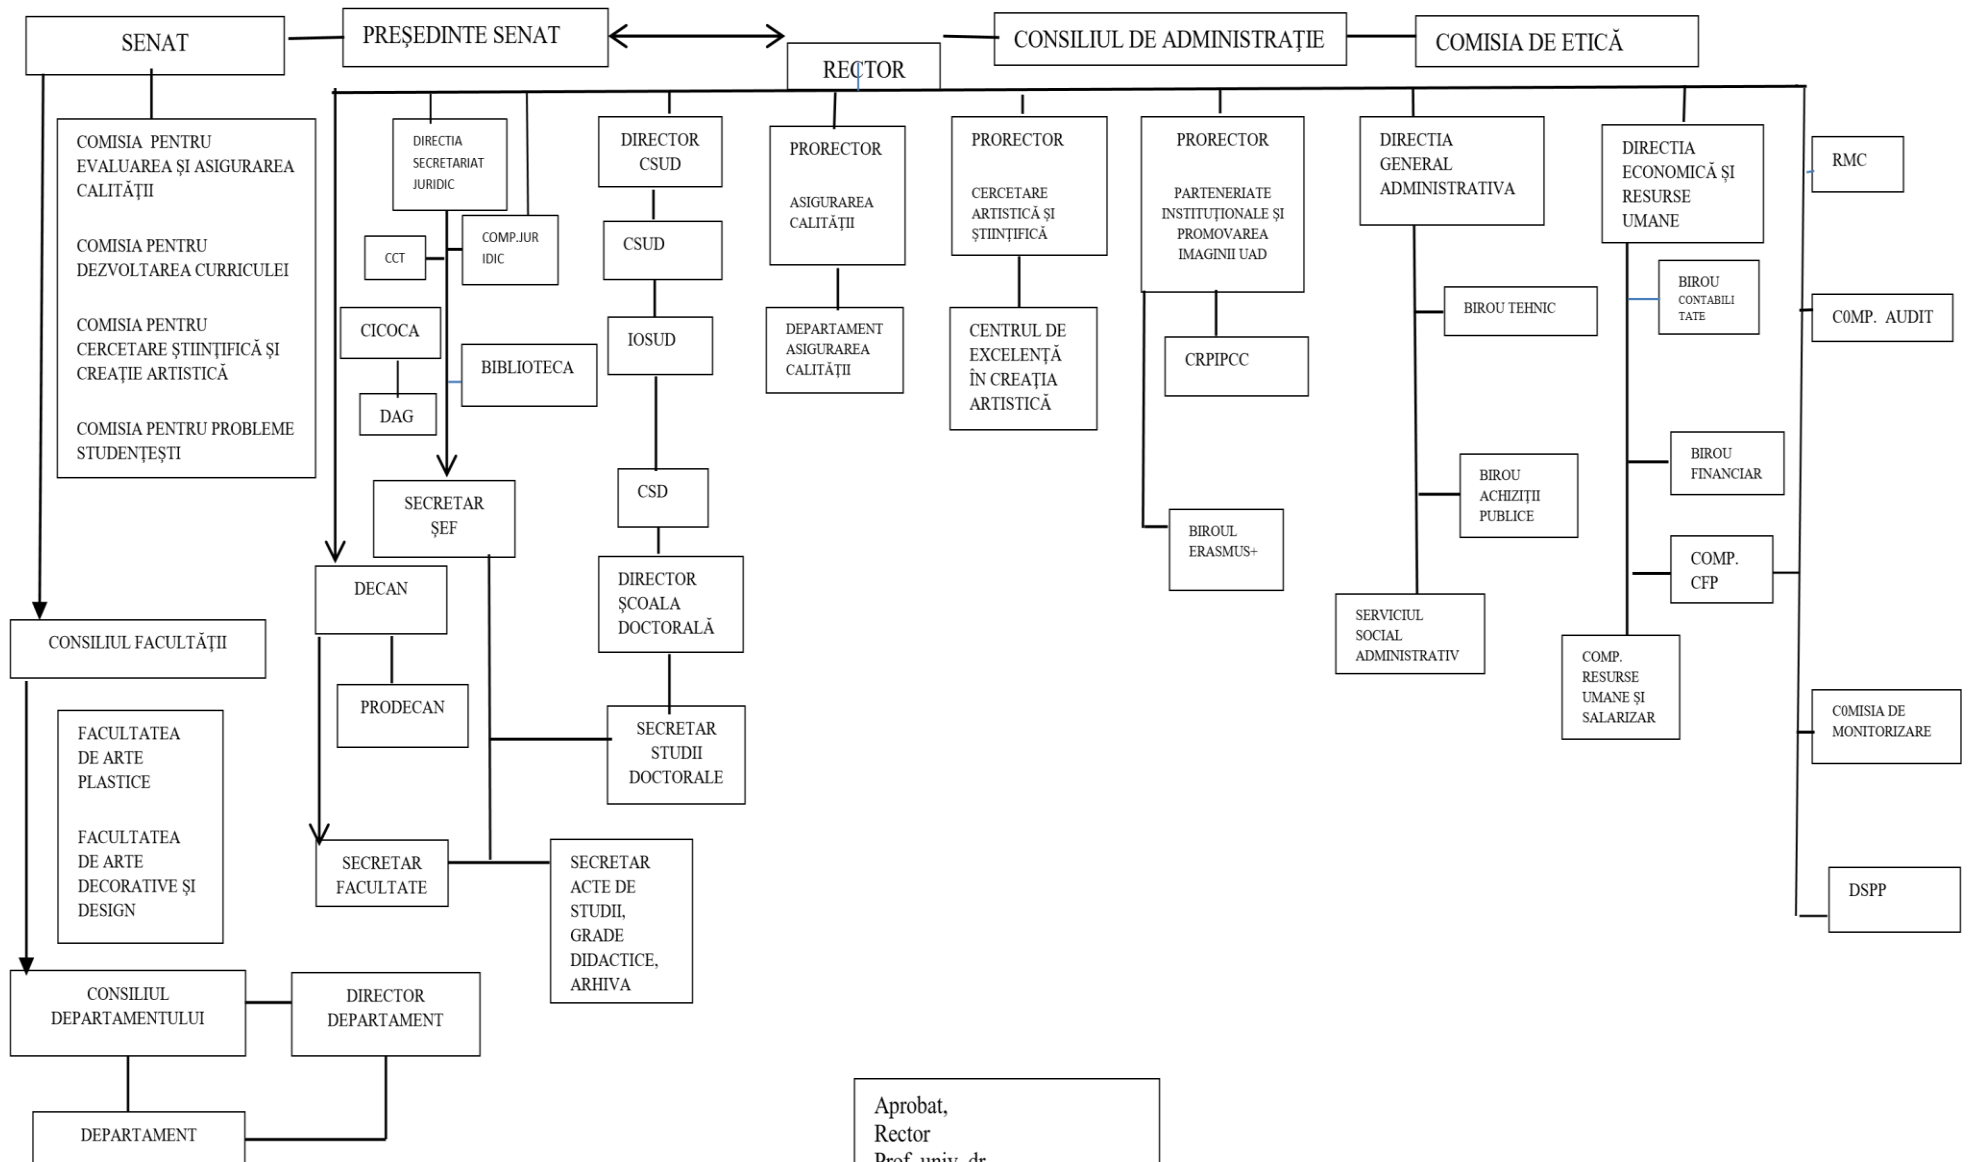 SENAT
PREȘEDINTE SENAT
RECTOR
CONSILIUL DE ADMINISTRAȚIE
COMISIA DE ETICĂ
COMISIA PENTRU
EVALUAREA ȘI ASIGURAREA
CALITĂȚII
COMISIA PENTRU
DEZVOLTAREA CURRICULEI
COMISIA PENTRU
CERCETARE ȘTIINȚIFICĂ ȘI
CREAȚIE ARTISTICĂ
COMISIA PENTRU PROBLEME
STUDENȚEȘTI
DIRECTIA
SECRETARIAT
JURIDIC
CCT
COMP.JUR
IDIC
CICOCA
DAG
BIBLIOTECA
SECRETAR
ȘEF
DECAN
PRODECAN
SECRETAR
FACULTATE
SECRETAR
ACTE DE
STUDII,
GRADE
DIDACTICE,
ARHIVA
DIRECTOR
CSUD
CSUD
IOSUD
CSD
DIRECTOR
ȘCOALA
DOCTORALĂ
SECRETAR
STUDII
DOCTORALE
PRORECTOR
ASIGURAREA
CALITĂȚII
DEPARTAMENT
ASIGURAREA
CALITĂȚII
PRORECTOR
CERCETARE
ARTISTICĂ ȘI
ȘTIINȚIFICĂ
CENTRUL DE
EXCELENȚĂ
ÎN CREAȚIA
ARTISTICĂ
PRORECTOR
PARTENERIATE
INSTITUȚIONALE ȘI
PROMOVAREA
IMAGINII UAD
CRPIPCC
BIROUL
ERASMUS+
DIRECTIA
GENERAL
ADMINISTRATIVA
BIROU TEHNIC
BIROU
ACHIZIȚII
PUBLICE
SERVICIUL
SOCIAL
ADMINISTRATIV
DIRECTIA
ECONOMICĂ ȘI
RESURSE
UMANE
BIROU
CONTABILI
TATE
BIROU
FINANCIAR
COMP.
CFP
COMP.
RESURSE
UMANE ȘI
SALARIZAR
RMC
C0MP. AUDIT
C0MISIA DE
MONITORIZARE
DSPP
CONSILIUL FACULTĂȚII
FACULTATEA
DE ARTE
PLASTICE
FACULTATEA
DE ARTE
DECORATIVE ȘI
DESIGN
CONSILIUL
DEPARTAMENTULUI
DIRECTOR
DEPARTAMENT
DEPARTAMENT
Aprobat,
Rector
Prof. univ. dr.